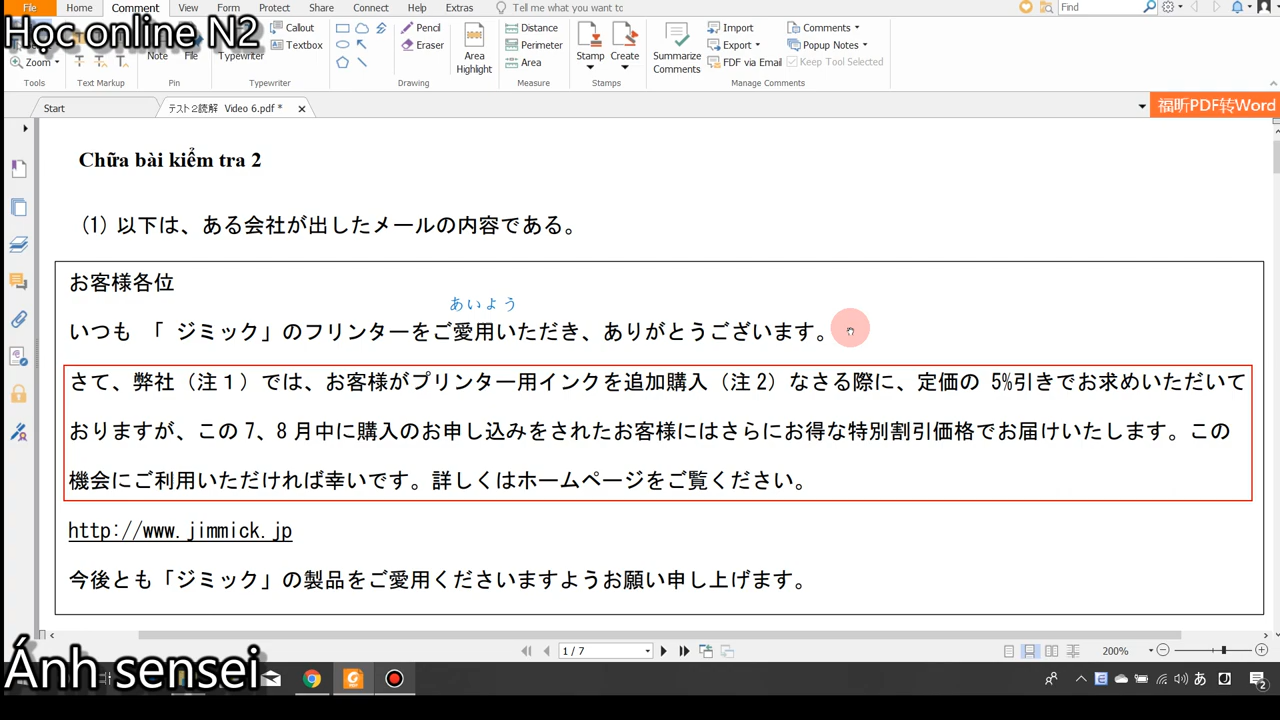 File Home Comment View Form Protect Share Connect Help Extras Tell me what you want to Find
Học online N2
Callout Pencil Distance Import Comments
Textbox Eraser Perimeter Export Popup Notes
Zoom Note File Typewriter Area Highlight Area Stamp Create Summarize Comments FDF via Email Keep Tool Selected
Tools Text Markup Pin Typewriter Drawing Measure Stamps Manage Comments
Start テスト2読解 Video 6.pdf * 福昕PDF转Word
Chữa bài kiểm tra 2
(1) 以下は、ある会社が出したメールの内容である。
お客様各位
あいよう
いつも 「 ジミック」のフリンターをご愛用いただき、ありがとうございます。
さて、弊社（注１）では、お客様がプリンター用インクを追加購入（注2）なさる際に、定価の 5%引きでお求めいただいて
おりますが、この 7、8 月中に購入のお申し込みをされたお客様にはさらにお得な特別割引価格でお届けいたします。この
機会にご利用いただければ幸いです。詳しくはホームページをご覧ください。
http://www.jimmick.jp
今後とも「ジミック」の製品をご愛用くださいますようお願い申し上げます。
1 / 7 200%
Ánh sensei
あ 2